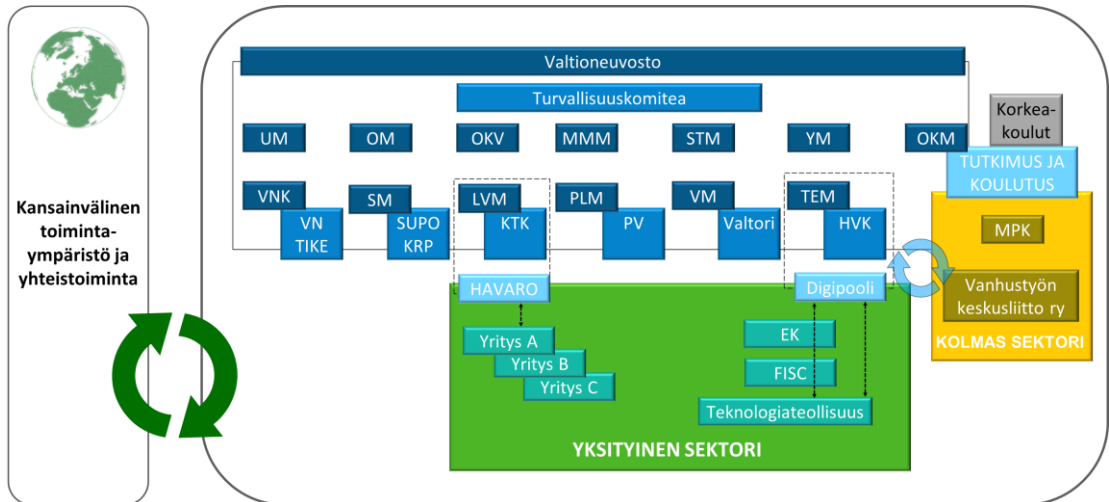 Kansainvälinen
toiminta-
ympäristö ja
yhteistoiminta
Valtioneuvosto
Turvallisuuskomitea
UM
OM
OKV
MMM
STM
YM
OKM
Korkea-
koulut
TUTKIMUS JA
KOULUTUS
VNK
VN
TIKE
SM
SUPO
KRP
LVM
KTK
PLM
PV
VM
Valtori
TEM
HVK
MPK
Vanhustyön
keskusliitto ry
KOLMAS SEKTORI
HAVARO
Digipooli
Yritys A
Yritys B
Yritys C
EK
FISC
Teknologiateollisuus
YKSITYINEN SEKTORI